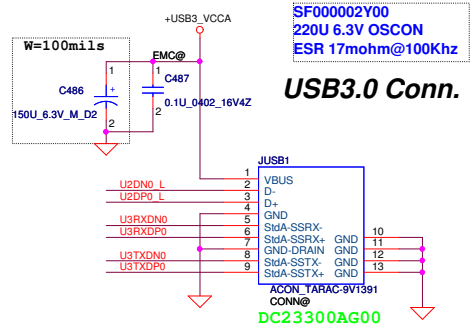 +USB3_VCCA
SF000002Y00
220U 6.3V OSCON
ESR 17mohm@100Khz
W=100mils
EMC@
USB3.0 Conn.
1
C486
+
150U_6.3V_M_D2
2
1
C487
0.1U_0402_16V4Z
2
JUSB1
1 VBUS
U2DN0_L 2 D-
U2DP0_L 3 D+
4 GND
U3RXDN0 5 StdA-SSRX-
U3RXDP0 6 StdA-SSRX+ GND 10
7 GND-DRAIN GND 11
U3TXDN0 8 StdA-SSTX- GND 12
U3TXDP0 9 StdA-SSTX+ GND 13
ACON_TARAC-9V1391
CONN@
DC23300AG00